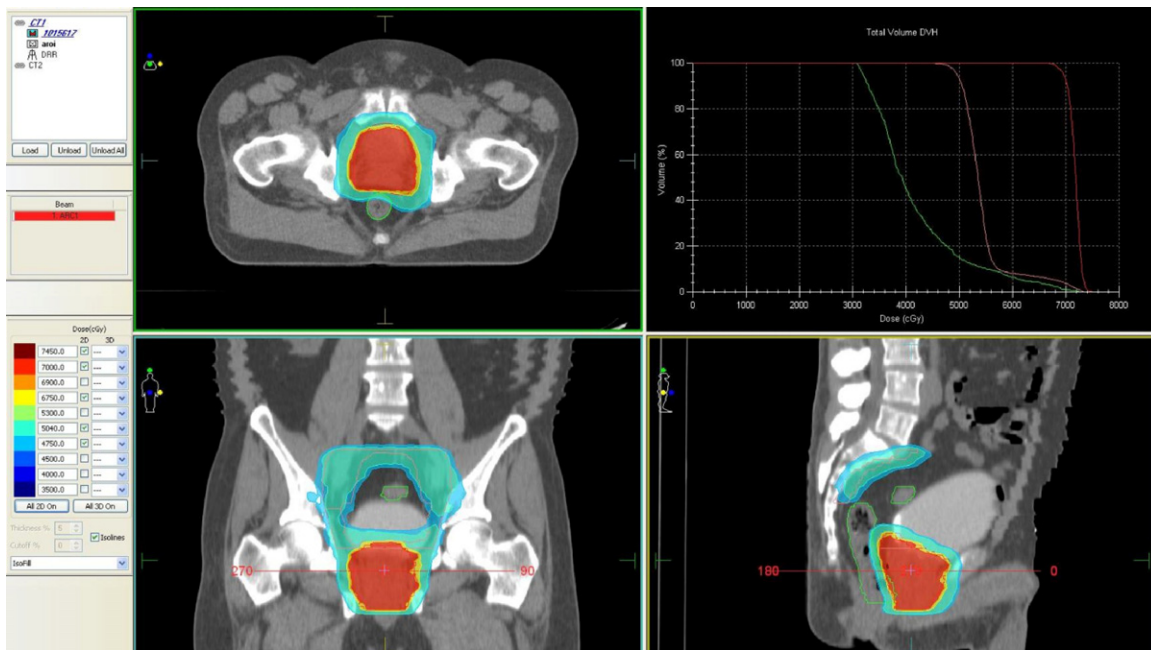 CT1
1015617
aroi
DRR
CT2
Load Unload Unload All
Beam
1. ARC1
Dose(cGy)
2D 3D
7450.0 ---
7000.0 ---
6900.0 ---
6750.0 ---
5300.0 ---
5040.0 ---
4750.0 ---
4500.0 ---
4000.0 ---
3500.0 ---
All 2D On All 3D On
Thickness % 5
Cutoff % 0
Isolines
IsoFill
Total Volume DVH
Volume (%)
100
80
60
40
20
0
0 1000 2000 3000 4000 5000 6000 7000 8000
Dose (cGy)
270 90
180 0